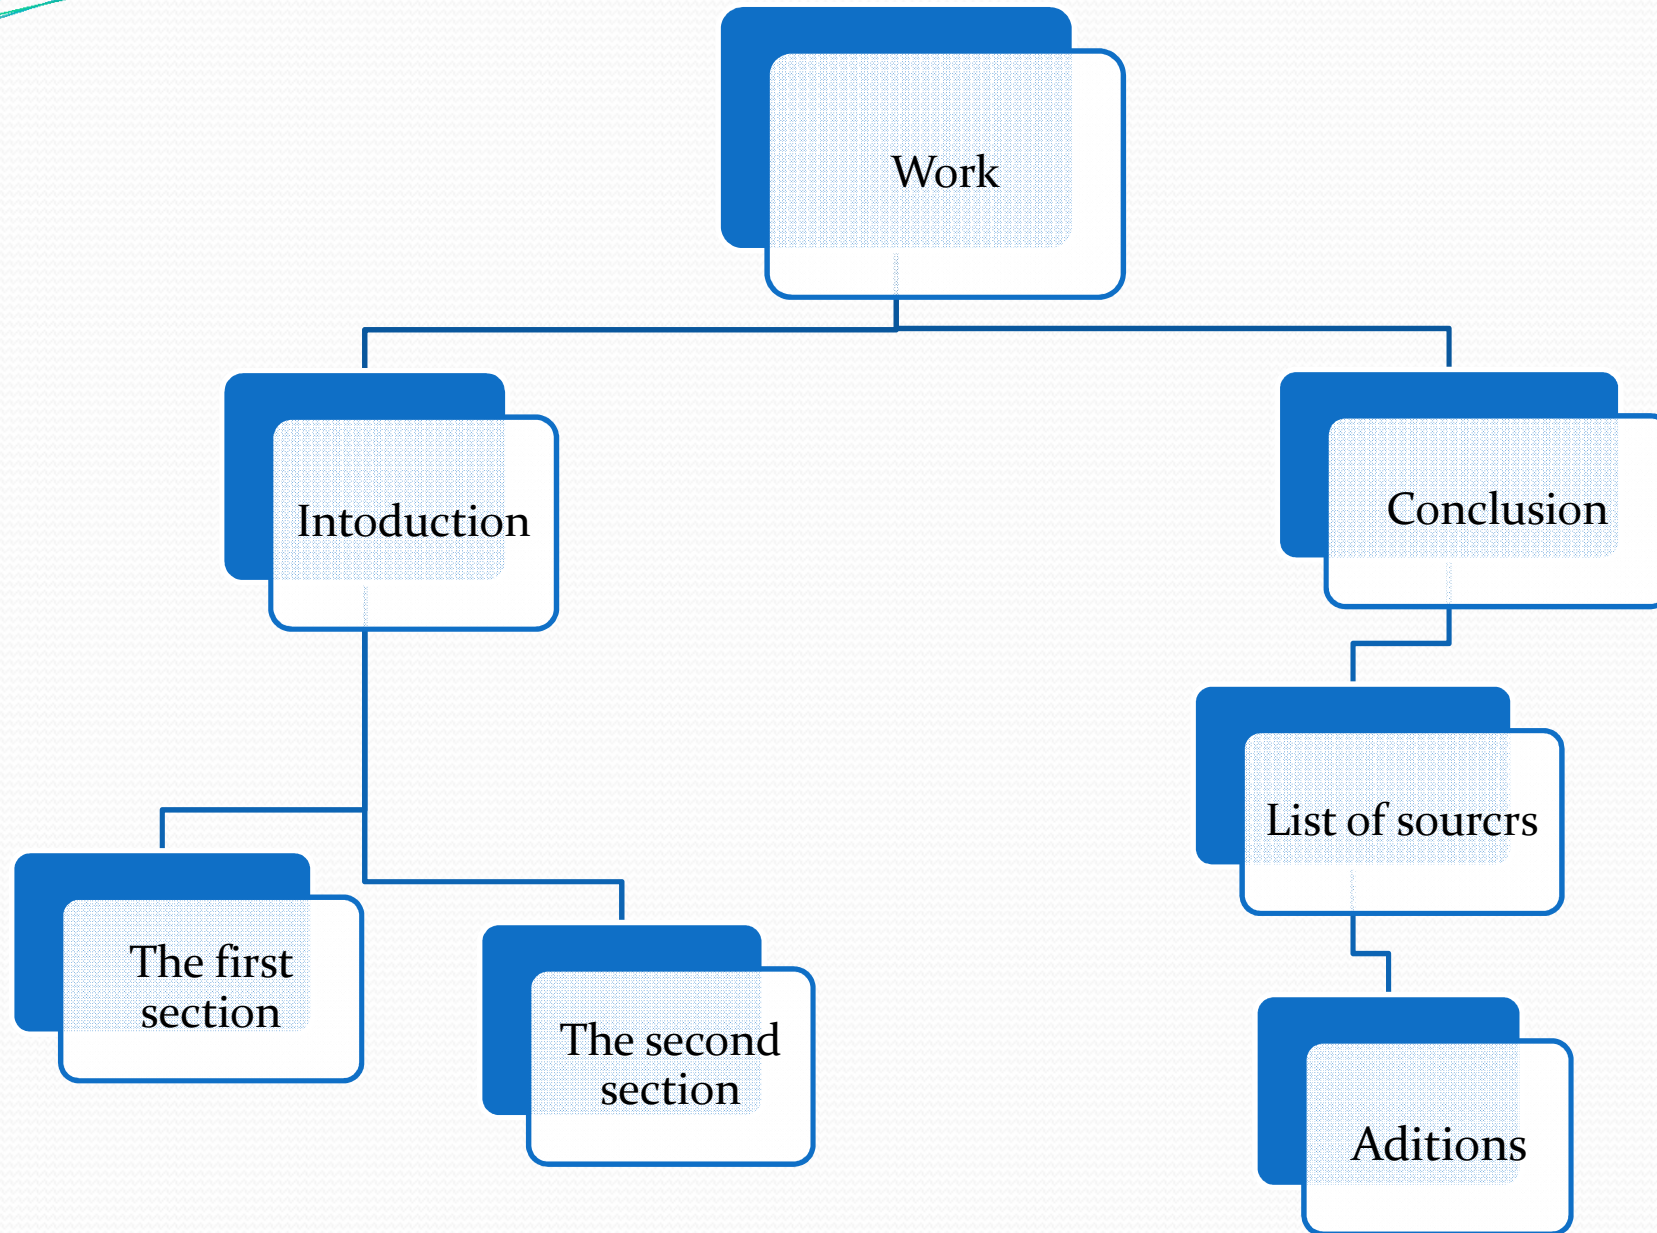 Work
Intoduction
Conclusion
List of sourcrs
The first
section
The second
section
Aditions